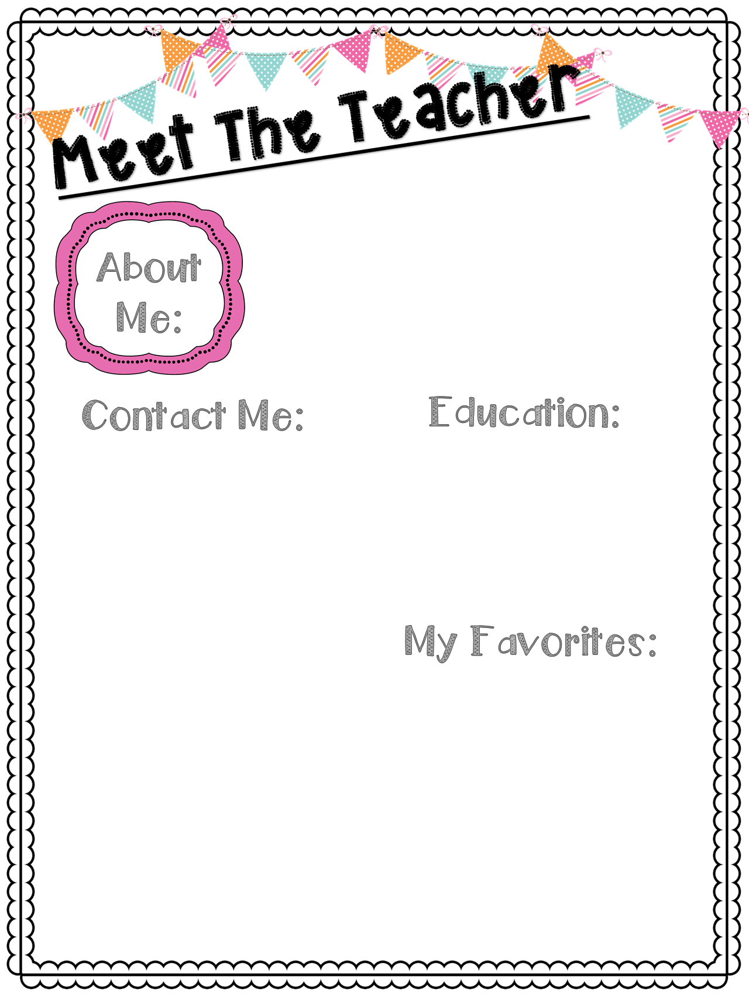 Meet The Teacher
About
Me:
Contact Me:
Education:
My Favorites: